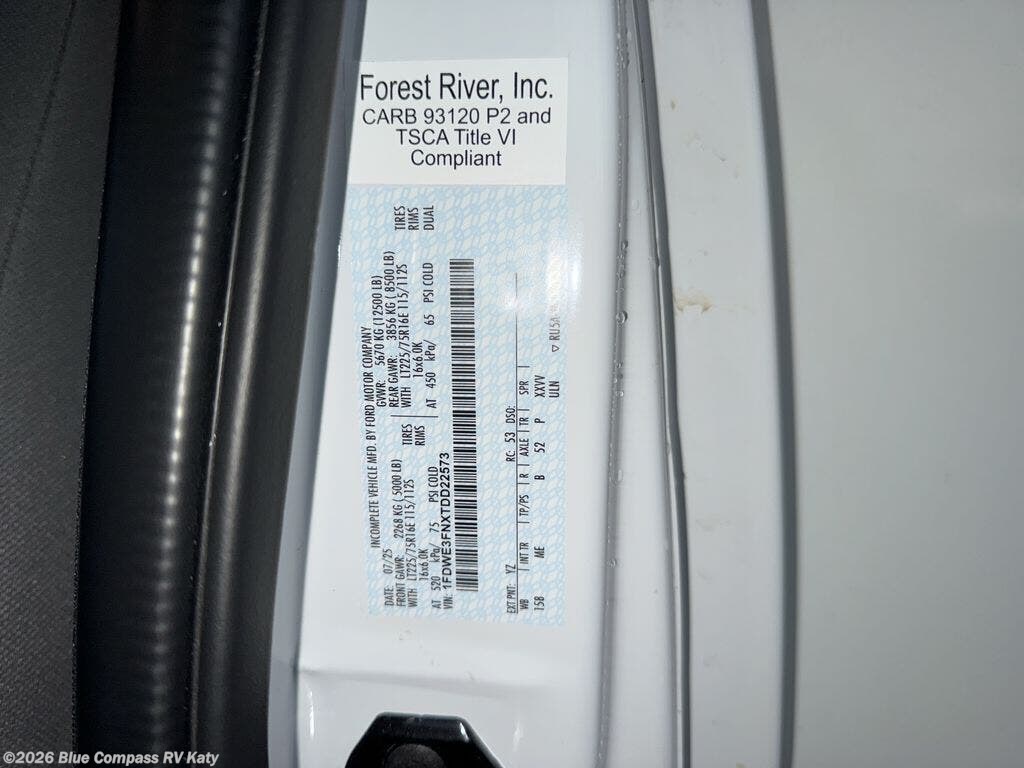 Forest River, Inc.
CARB 93120 P2 and
TSCA Title VI
Compliant
INCOMPLETE VEHICLE MFD. BY FORD MOTOR COMPANY
DATE: 07/25 GVWR: 5670 KG (12500 LB)
FRONT GAWR: 2268 KG (5000 LB) REAR GAWR: 3856 KG (8500 LB)
WITH LT225/75R16E 115/112S TIRES WITH LT225/75R16E 115/112S TIRES
16x6.0K RIMS 16x6.0K RIMS
AT 520 kPa/ 75 PSI COLD AT 450 kPa/ 65 PSI COLD DUAL
VIN: 1FDWE3FNXTDD22573
EXT PNT: YZ RC: 53 DSO:
WB | INT TR | TP/PS | R | AXLE | TR | SPR |
158 ME B 52 P XXVV
ULN
©2026 Blue Compass RV Katy